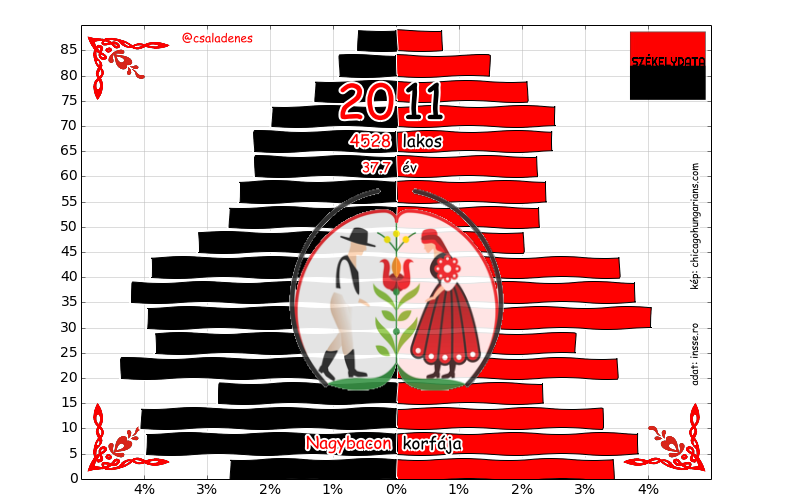 @csaladenes
SZÉKELYDATA
2011
4528 lakos
37.7 év
kép: chicagohungarians.com
adat: insse.ro
Nagybacon korfája
85
80
75
70
65
60
55
50
45
40
35
30
25
20
15
10
5
0
4% 3% 2% 1% 0% 1% 2% 3% 4%